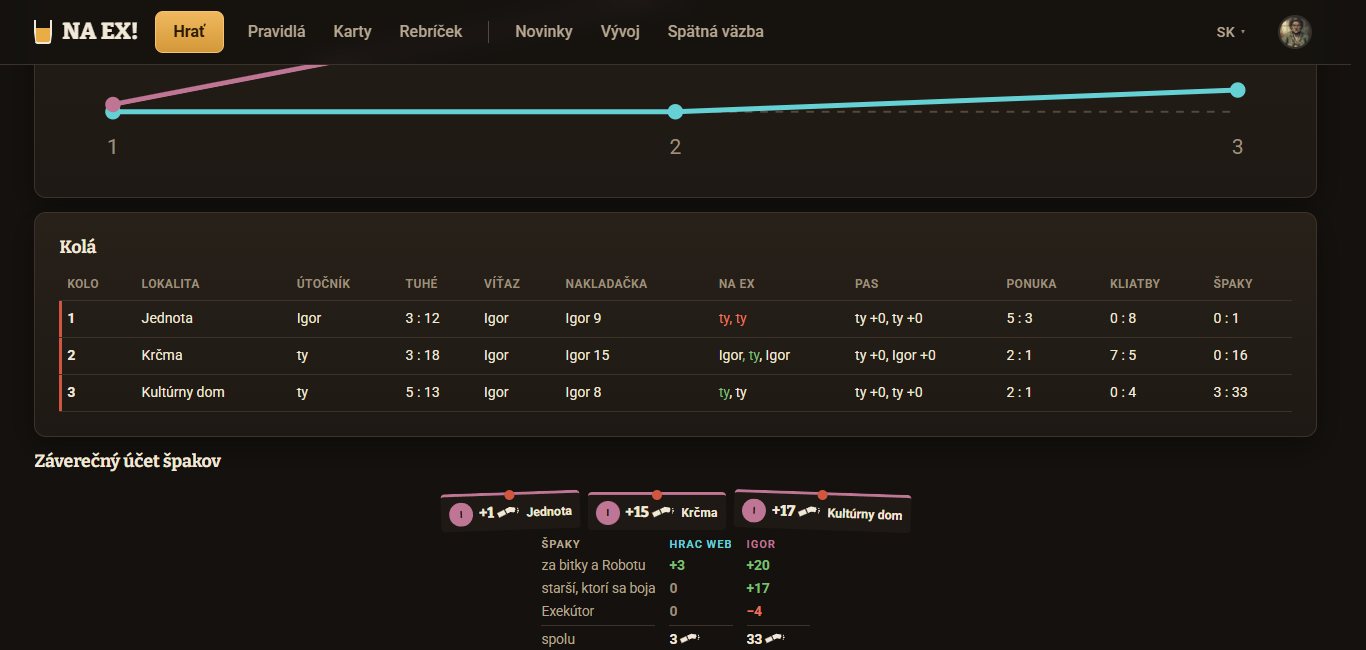 NA EX! Hrať Pravidlá Karty Rebríček Novinky Vývoj Spätná väzba SK
1 2 3
Kolá
KOLO LOKALITA ÚTOČNÍK TUHÉ VÍŤAZ NAKLADAČKA NA EX PAS PONUKA KLIATBY ŠPAKY
1 Jednota Igor 3 : 12 Igor Igor 9 ty, ty ty +0, ty +0 5 : 3 0 : 8 0 : 1
2 Krčma ty 3 : 18 Igor Igor 15 Igor, ty, Igor ty +0, Igor +0 2 : 1 7 : 5 0 : 16
3 Kultúrny dom ty 5 : 13 Igor Igor 8 ty, ty ty +0, ty +0 2 : 1 0 : 4 3 : 33
Záverečný účet špakov
I +1 Jednota I +15 Krčma I +17 Kultúrny dom
ŠPAKY HRAC WEB IGOR
za bitky a Robotu +3 +20
starší, ktorí sa boja 0 +17
Exekútor 0 −4
spolu 3 33